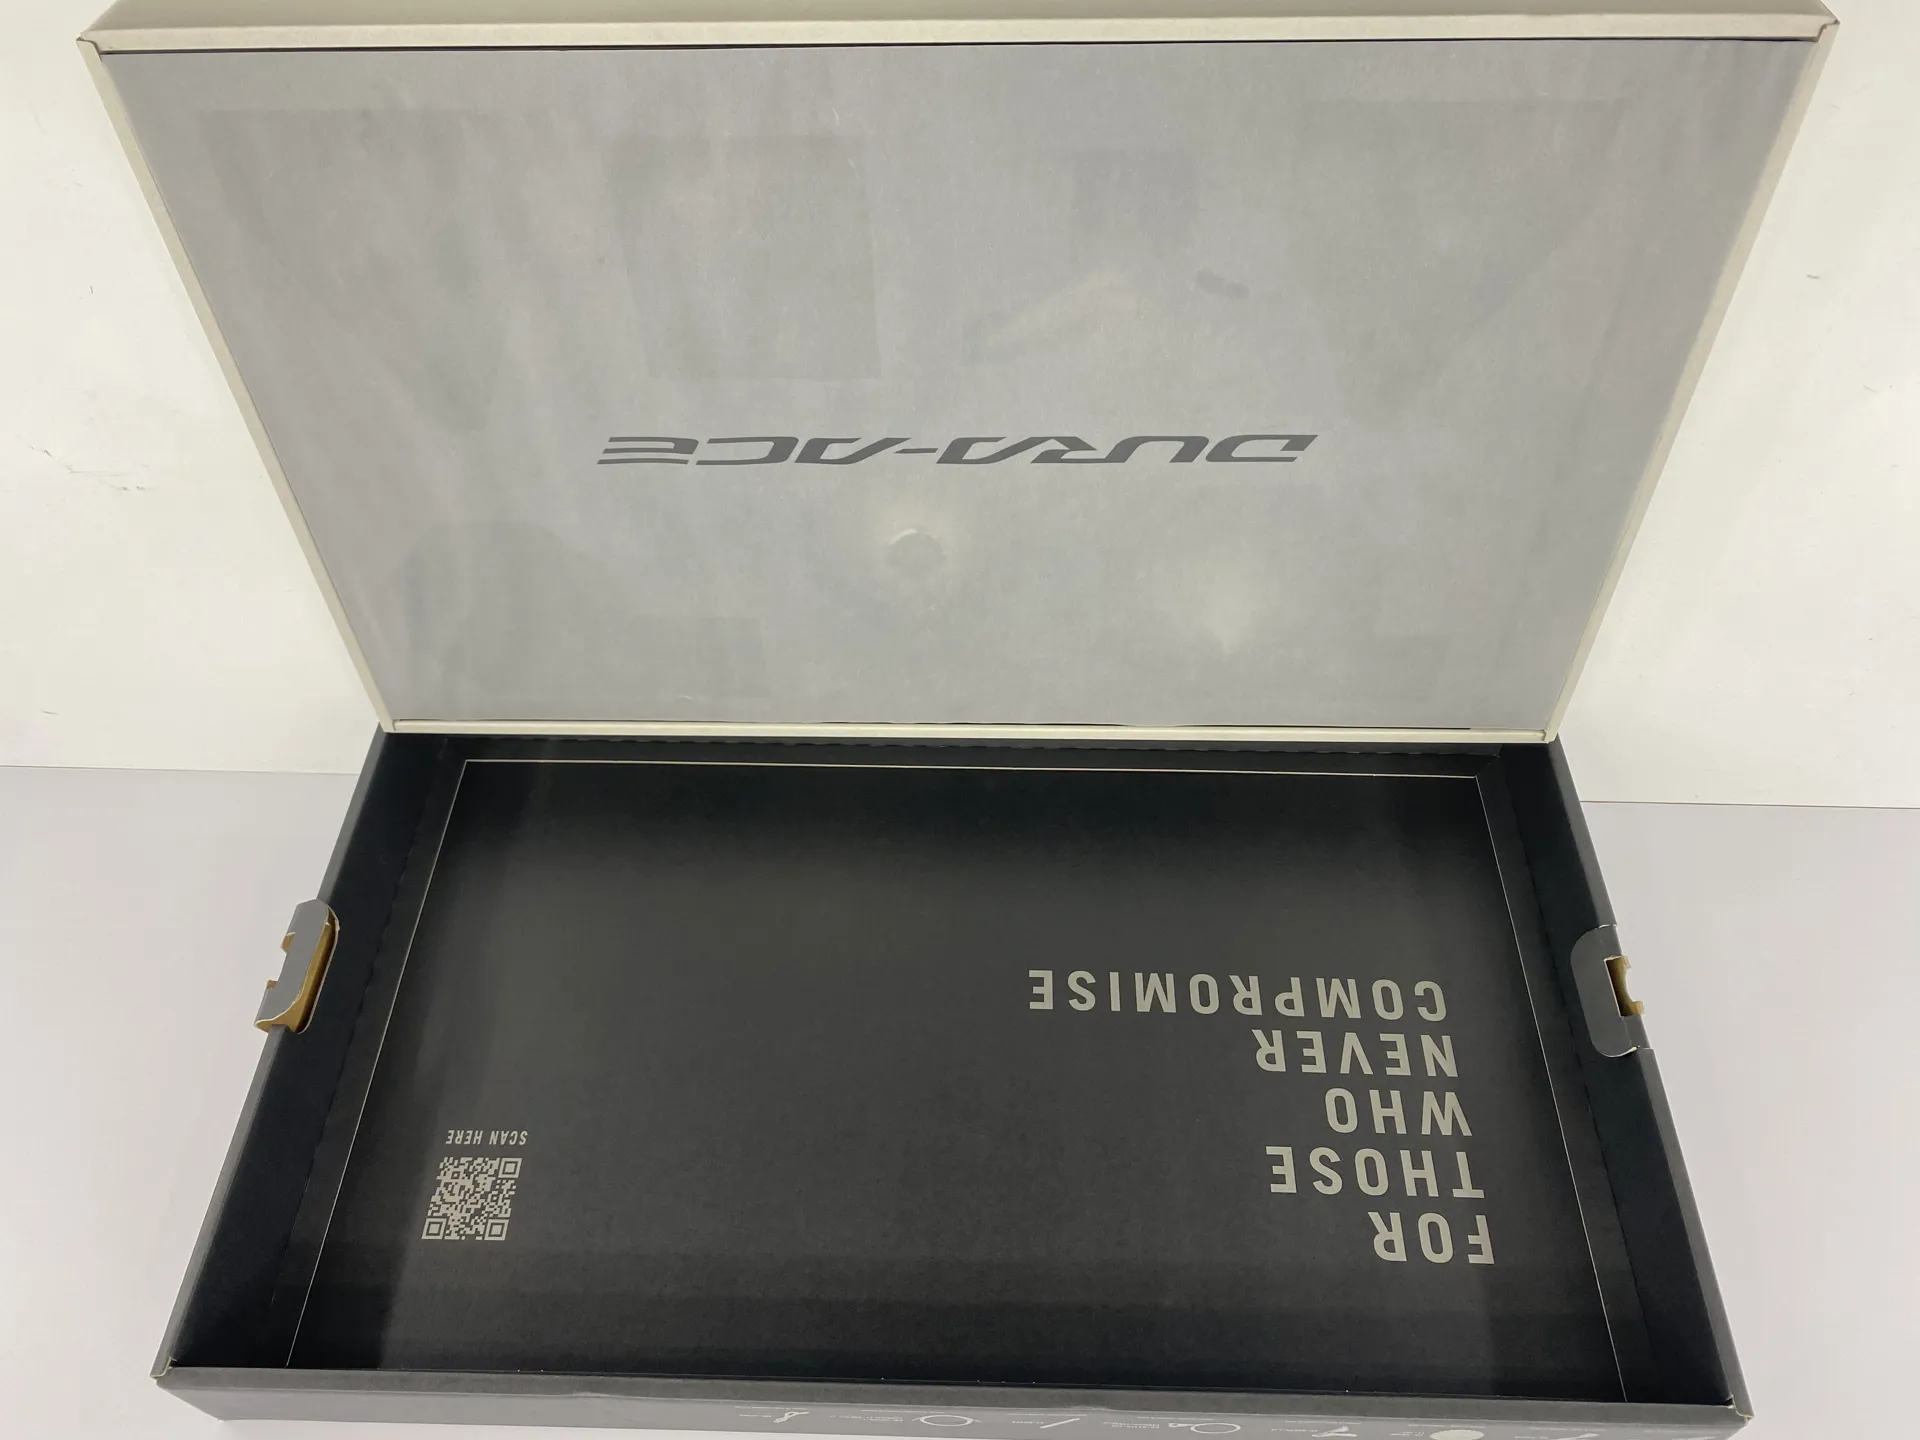 DURA-ACE
FOR
THOSE
WHO
NEVER
COMPROMISE
SCAN HERE